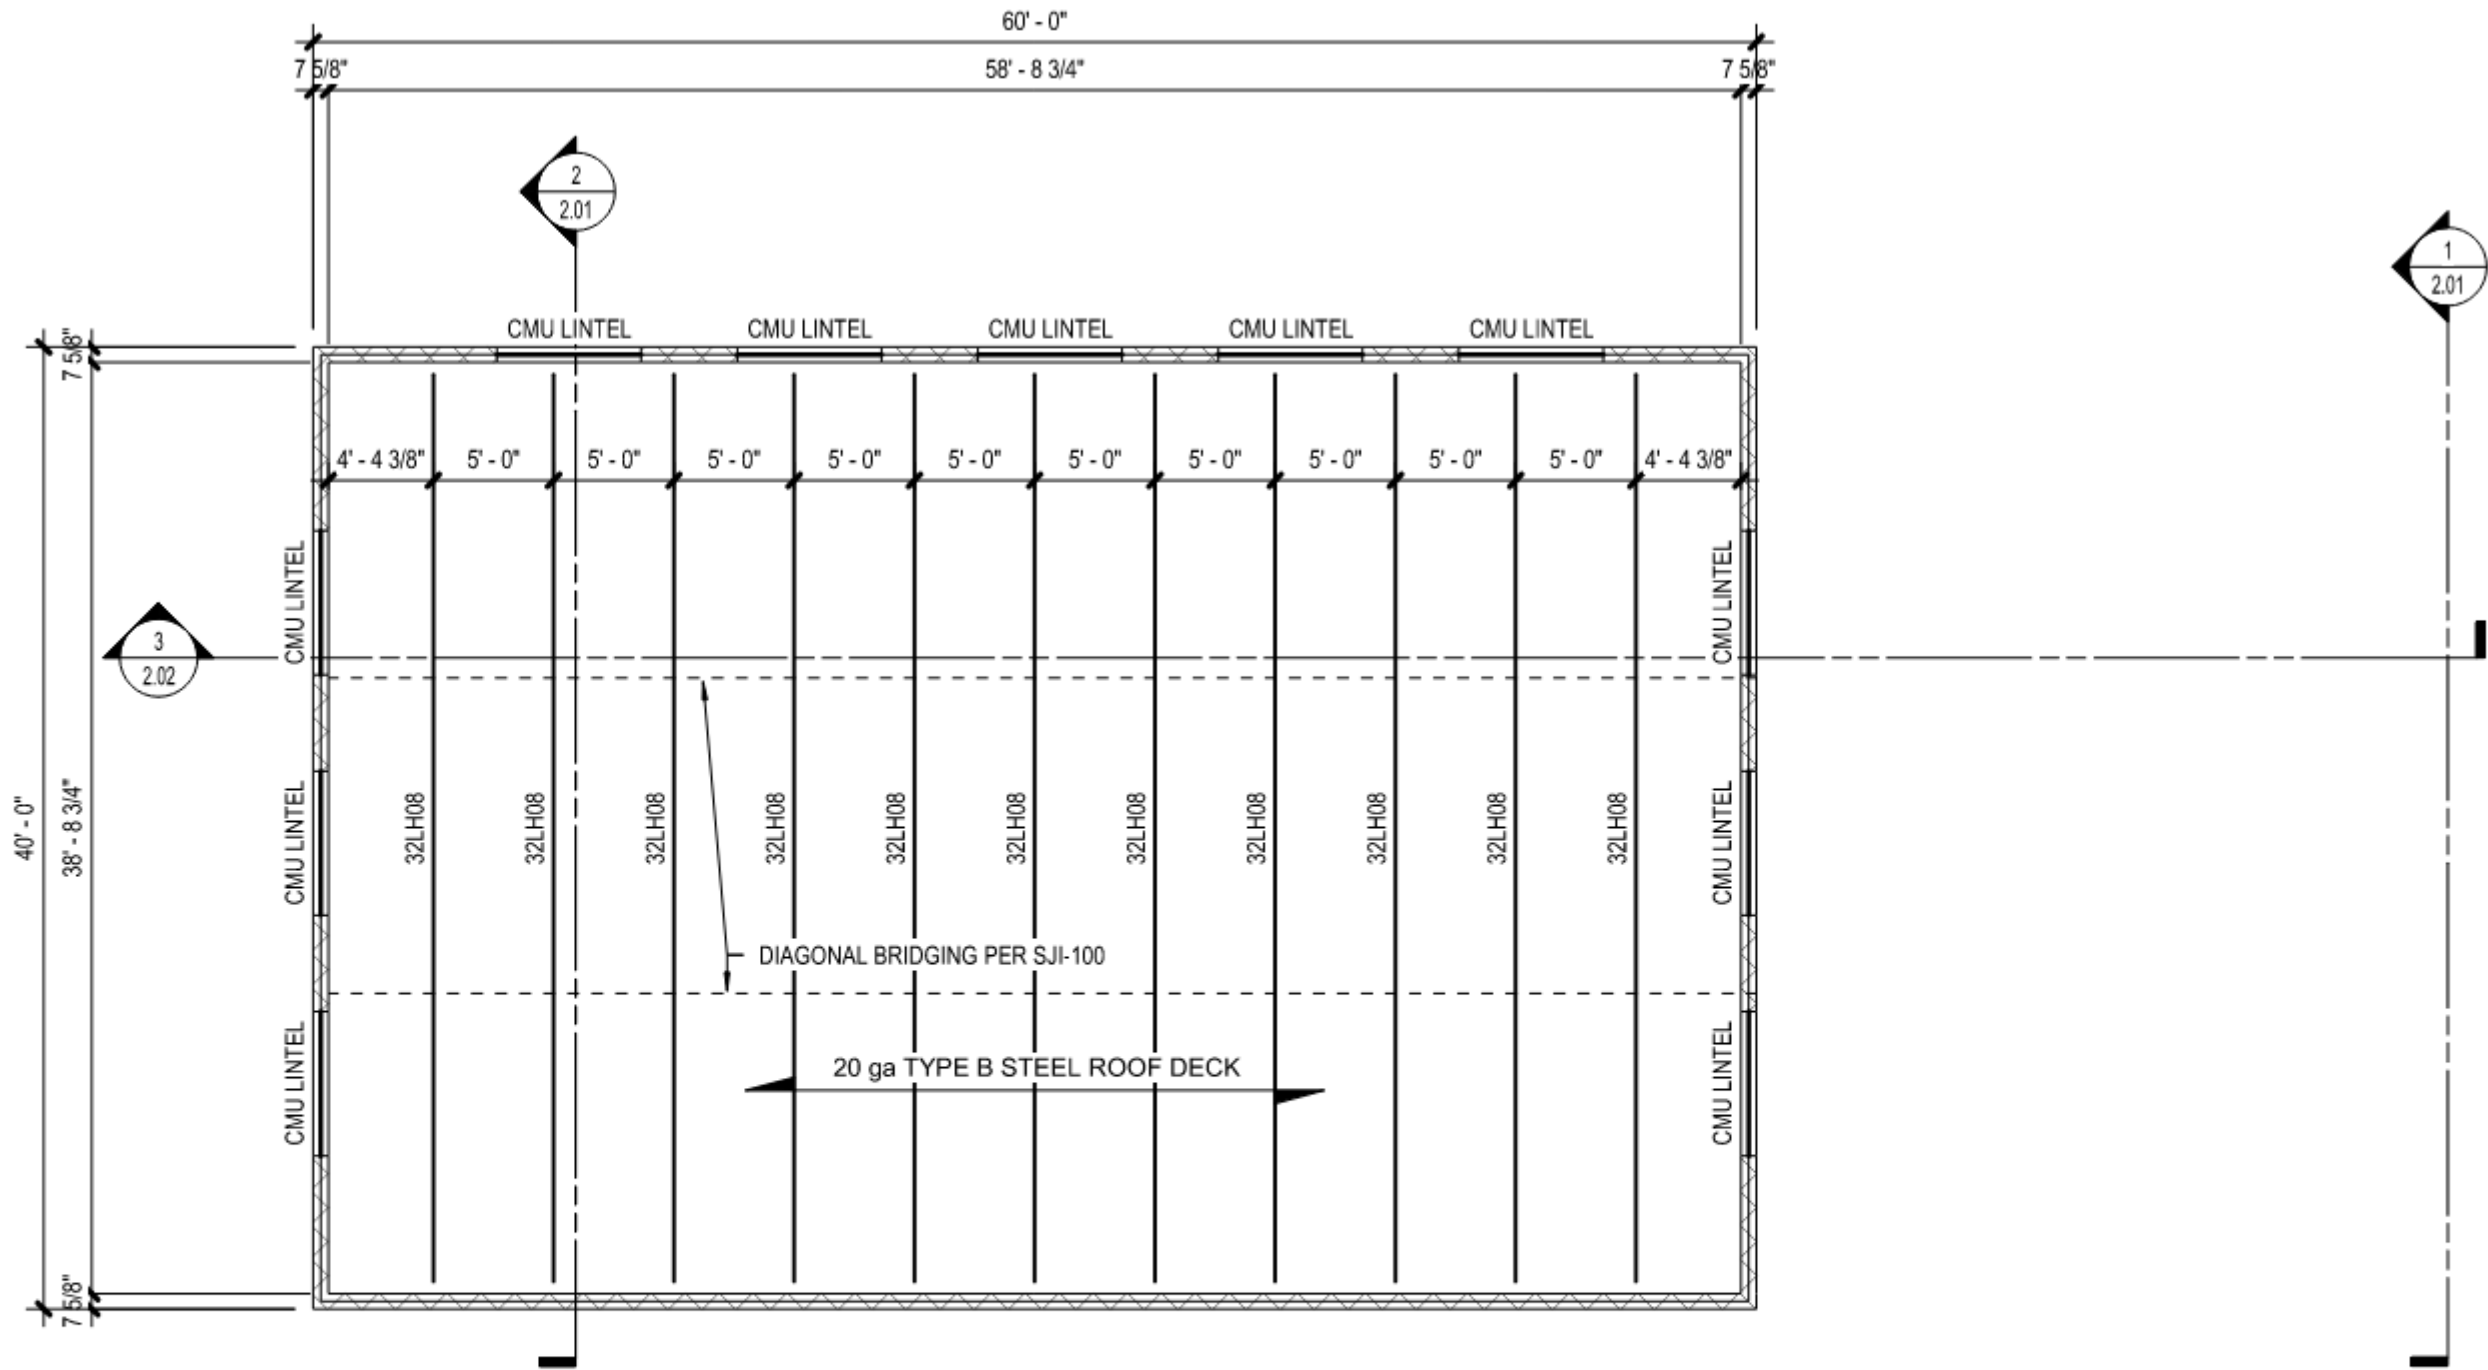 60' - 0"
7 5/8"
58' - 8 3/4"
7 5/8"
2
2.01
1
2.01
CMU LINTEL
CMU LINTEL
CMU LINTEL
CMU LINTEL
CMU LINTEL
7 5/8"
4' - 4 3/8"
5' - 0"
5' - 0"
5' - 0"
5' - 0"
5' - 0"
5' - 0"
5' - 0"
5' - 0"
5' - 0"
5' - 0"
4' - 4 3/8"
CMU LINTEL
CMU LINTEL
3
2.02
40' - 0"
38' - 8 3/4"
CMU LINTEL
32LH08
32LH08
32LH08
32LH08
32LH08
32LH08
32LH08
32LH08
32LH08
32LH08
32LH08
CMU LINTEL
DIAGONAL BRIDGING PER SJI-100
20 ga TYPE B STEEL ROOF DECK
CMU LINTEL
CMU LINTEL
7 5/8"